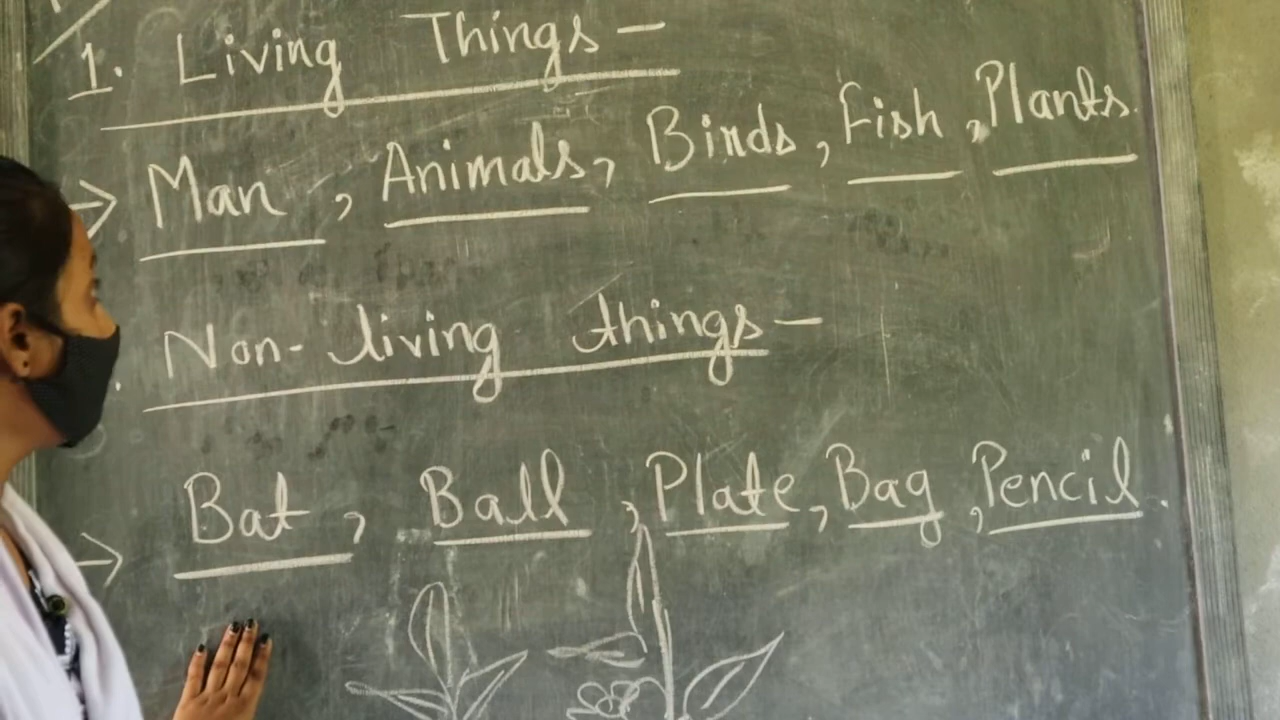 1. Living Things –
→ Man, Animals, Birds, Fish, Plants.
. Non-living things –
→ Bat, Ball, Plate, Bag, Pencil.